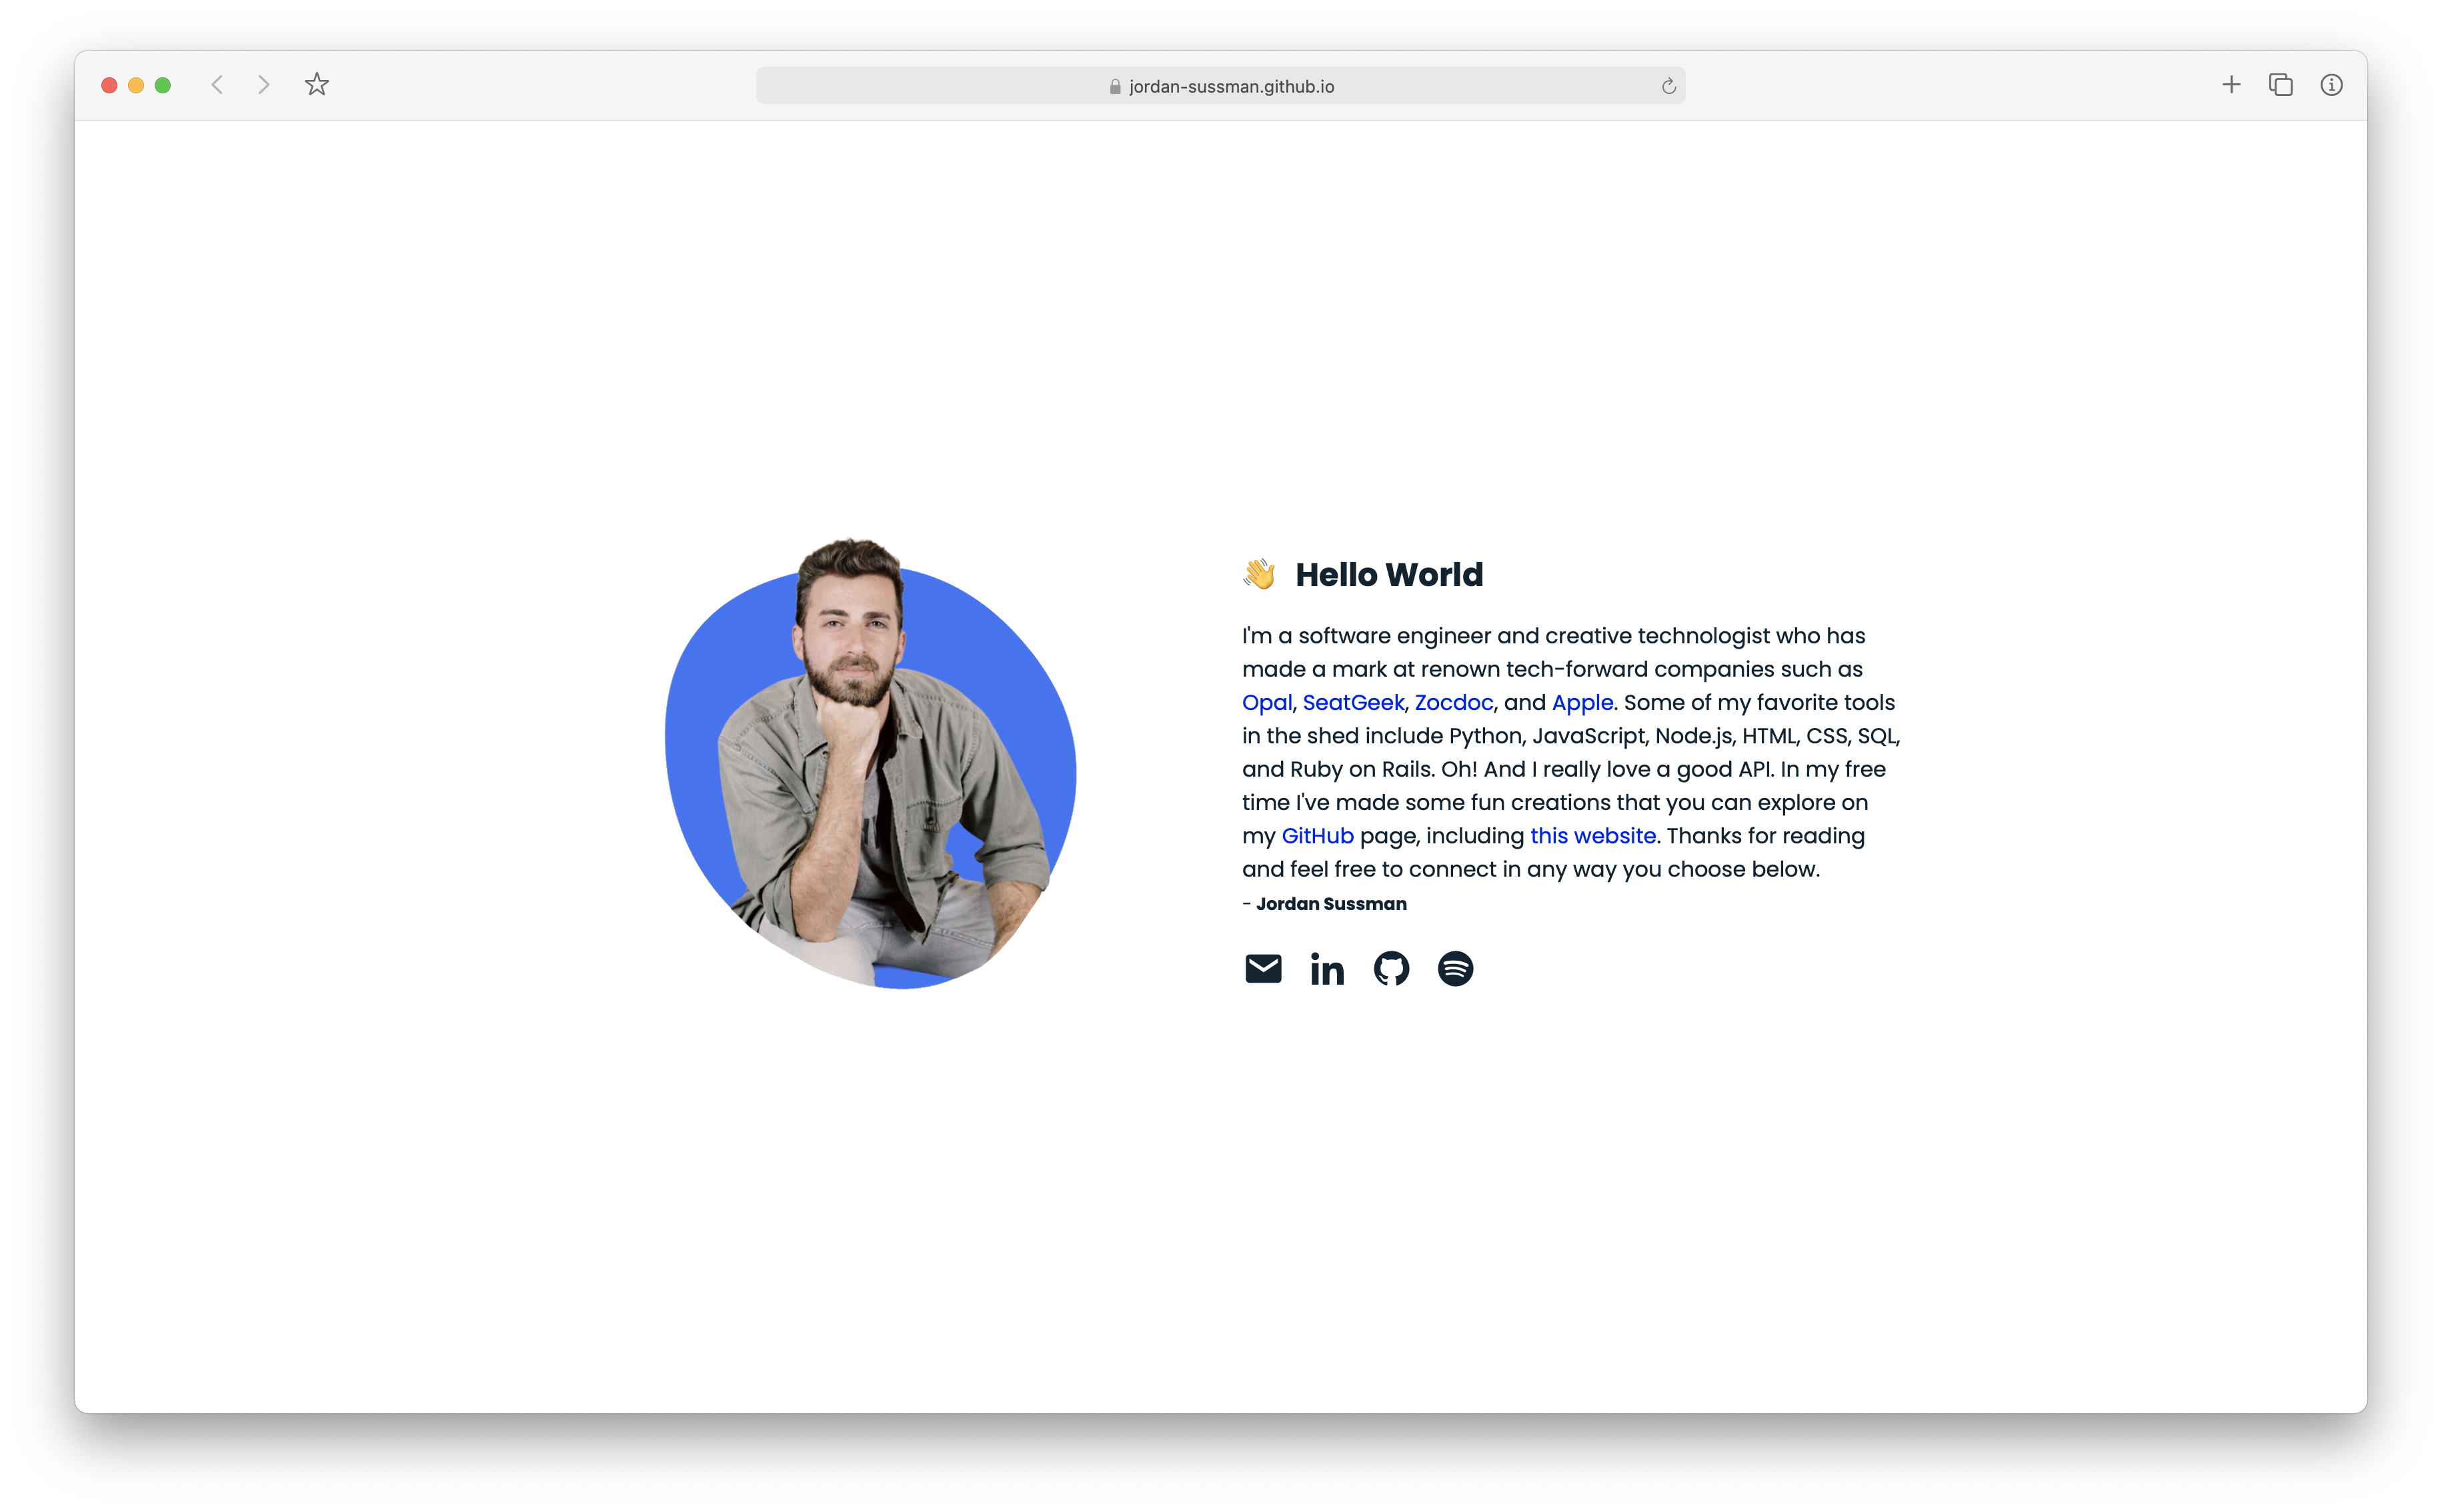 jordan-sussman.github.io
👋 Hello World
I'm a software engineer and creative technologist who has
made a mark at renown tech-forward companies such as
Opal, SeatGeek, Zocdoc, and Apple. Some of my favorite tools
in the shed include Python, JavaScript, Node.js, HTML, CSS, SQL,
and Ruby on Rails. Oh! And I really love a good API. In my free
time I've made some fun creations that you can explore on
my GitHub page, including this website. Thanks for reading
and feel free to connect in any way you choose below.
- Jordan Sussman
in